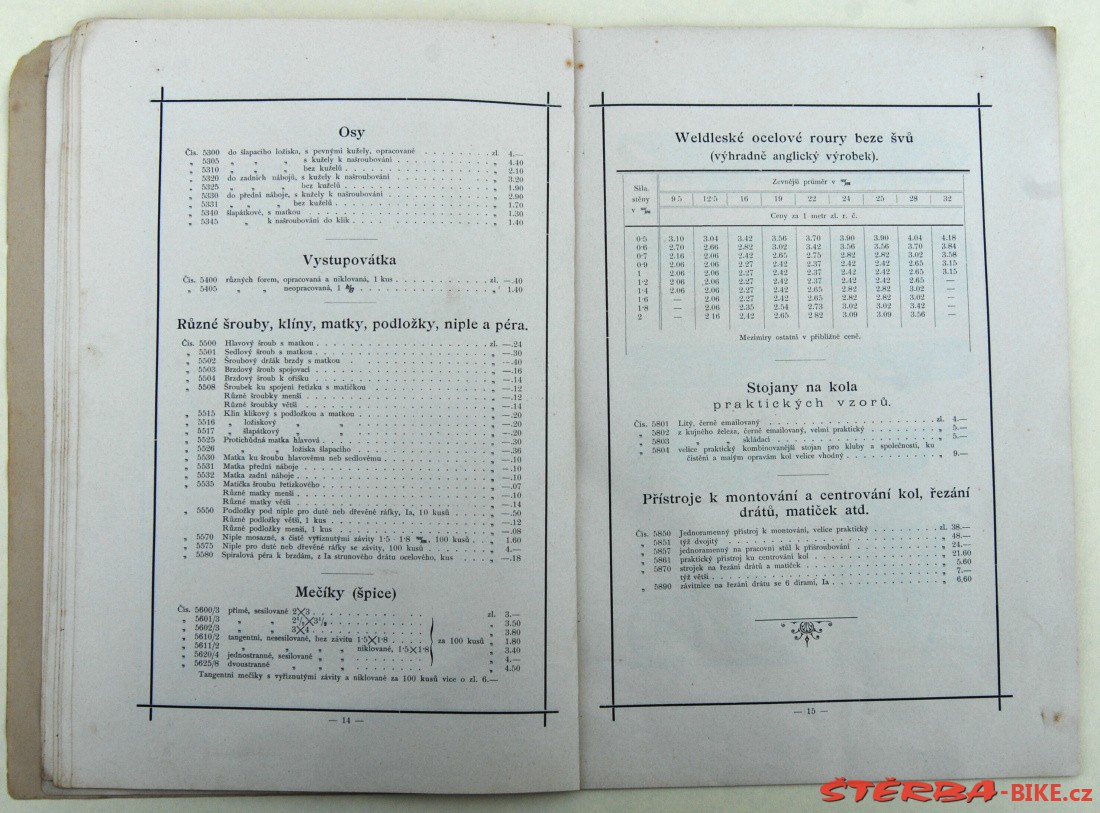 Osy
Čís. 5300 do šlapacího ložiska, s pevnými kužely, opracované . . . . . . . . zl. 4.—
„ 5305 „ „ „ s kužely k našroubování . . . . . . . . „ 4.40
„ 5310 „ „ „ bez kuželů . . . . . . . . „ 2.10
„ 5320 do zadních nábojů, s kužely k našroubování . . . . . . . . „ 3.20
„ 5325 „ „ „ bez kuželů . . . . . . . . „ 1.90
„ 5330 do přední náboje, s kužely k našroubování . . . . . . . . „ 2.90
„ 5331 „ „ „ bez kuželů . . . . . . . . „ 1.70
„ 5340 šlapátkové, s matkou . . . . . . . . „ 1.30
„ 5345 „ k našroubování do klik . . . . . . . . „ 1.40
Vystupovátka
Čís. 5400 různých forem, opracovaná a niklovaná, 1 kus . . . . . . . . zl. —.40
„ 5405 „ „ neopracovaná, 1 . . . . . . . . „ 1.40
Různé šrouby, klíny, matky, podložky, niple a péra.
Čís. 5500 Hlavový šroub s matkou . . . . . . . . zl. —.24
„ 5501 Sedlový šroub s matkou . . . . . . . . „ —.30
„ 5502 Šroubový držák brzdy s matkou . . . . . . . . „ —.40
„ 5503 Brzdový šroub spojovací . . . . . . . . „ —.16
„ 5504 Brzdový šroub k oříšku . . . . . . . . „ —.14
„ 5508 Šroubek ku spojení řetízku s matičkou . . . . . . . . „ —.12
Různé šroubky menší . . . . . . . . „ —.12
Různé šroubky větší . . . . . . . . „ —.14
„ 5515 Klín klikový s podložkou a matkou . . . . . . . . „ —.20
„ 5516 „ ložiskový „ „ . . . . . . . . „ —.20
„ 5517 „ šlapátkový „ „ . . . . . . . . „ —.20
„ 5525 Protichůdná matka hlavová . . . . . . . . „ —.30
„ 5526 „ „ ložiska šlapacího . . . . . . . . „ —.36
„ 5530 Matka ku šroubu hlavovému neb sedlovému . . . . . . . . „ —.10
„ 5531 Matka přední náboje . . . . . . . . „ —.10
„ 5532 Matka zadní náboje . . . . . . . . „ —.10
„ 5535 Matička šroubu řetízkového . . . . . . . . „ —.07
Různé matky menší . . . . . . . . „ —.10
Různé matky větší . . . . . . . . „ —.14
„ 5550 Podložky pod niple pro duté neb dřevěné ráfky, Ia, 10 kusů . . . „ —.50
Různé podložky větší, 1 kus . . . . . . . . „ —.12
Různé podložky menší, 1 kus . . . . . . . . „ —.08
„ 5570 Niple mosazné, s čistě vyříznutými závity 1·5 1·8 m/m, 100 kusů . „ 1.60
„ 5575 Niple pro duté neb dřevěné ráfky se závity, 100 kusů . . . . „ 4.—
„ 5580 Spirálová péra k brzdám, z Ia strunového drátu ocelového, kus . . . „ —.18
Mečíky (špice)
Čís. 5600/3 přímé, sesílované 2×3 . . . . . . . . zl. 3.—
„ 5601/3 „ „ 2½×3½, . . . . . . . . „ 3.50
„ 5602/3 „ „ 3×4 . . . . . . . . „ 3.80
„ 5610/2 tangentní, nesesílované, bez závitu 1·5×1·8 . . . . za 100 kusů „ 1.80
„ 5611/2 „ „ „ „ niklované, 1·5×1·8 „ 3.40
„ 5620/4 jednostranné, sesílované „ . . . . . . . . „ 4.—
„ 5625/8 dvoustranné „ „ „ . . . . . . . . „ 4.50
Tangentní mečíky s vyříznutými závity a niklované za 100 kusů více o zl. 6.—
— 14 —
Weldleské ocelové roury beze švů
(výhradně anglický výrobek).
Síla stěny v m/m
Zevnější průměr v m/m
9·5 12·5 16 19 22 24 25 28 32
Ceny za 1 metr zl. r. č.
0·5 3.10 3.04 3.42 3.56 3.70 3.90 3.90 4.04 4.18
0·6 2.70 2.66 2.82 3.02 3.42 3.56 3.56 3.70 3.84
0·7 2.16 2.06 2.42 2.65 2.75 2.82 2.82 3.02 3.58
0·9 2.06 2.06 2.27 2.42 2.37 2.42 2.42 2.65 3.15
1 2.06 2.06 2.27 2.42 2.37 2.42 2.42 2.65 3.15
1·2 2.06 2.06 2.27 2.42 2.37 2.42 2.42 2.65 —
1·4 2.06 2.06 2.27 2.42 2.65 2.82 2.82 3.02 —
1·6 — 2.06 2.27 2.42 2.65 2.82 2.82 3.02 —
1·8 — 2.06 2.35 2.54 2.73 3.02 3.02 3.42 —
2 — 2.16 2.42 2.65 2.82 3.09 3.09 3.56 —
Mezimíry ostatní v přibližné ceně.
Stojany na kola
praktických vzorů.
Čís. 5801 Litý, černě emailovaný . . . . . . . . zl. 4.—
„ 5802 z kujného železa, černě emailovaný, velmi praktický . . . . . . . . „ 5.—
„ 5803 „ „ „ skládací . . . . . . . . „ 5.—
„ 5804 velice praktický kombinovanější stojan pro kluby a společnosti, ku
čistění a malým opravám kol velice vhodný . . . . . . . . „ 9.—
Přístroje k montování a centrování kol, řezání
drátu, matiček atd.
Čís. 5850 Jednoramenný přístroj k montování, velice praktický . . . . . . . . zl. 38.—
„ 5851 týž dvojitý . . . . . . . . „ 48.—
„ 5857 jednoramenný na pracovní stůl k přišroubování . . . . . . . . „ 24.—
„ 5861 praktický přístroj ku centrování kol . . . . . . . . „ 21.60
„ 5870 strojek na řezání drátu a matiček . . . . . . . . „ 5.60
týž větší . . . . . . . . „ 7.—
„ 5890 závitnice na řezání drátu se 6 dírami, Ia . . . . . . . . „ 6,60
— 15 —
ŠTĚRBA-BIKE.cz